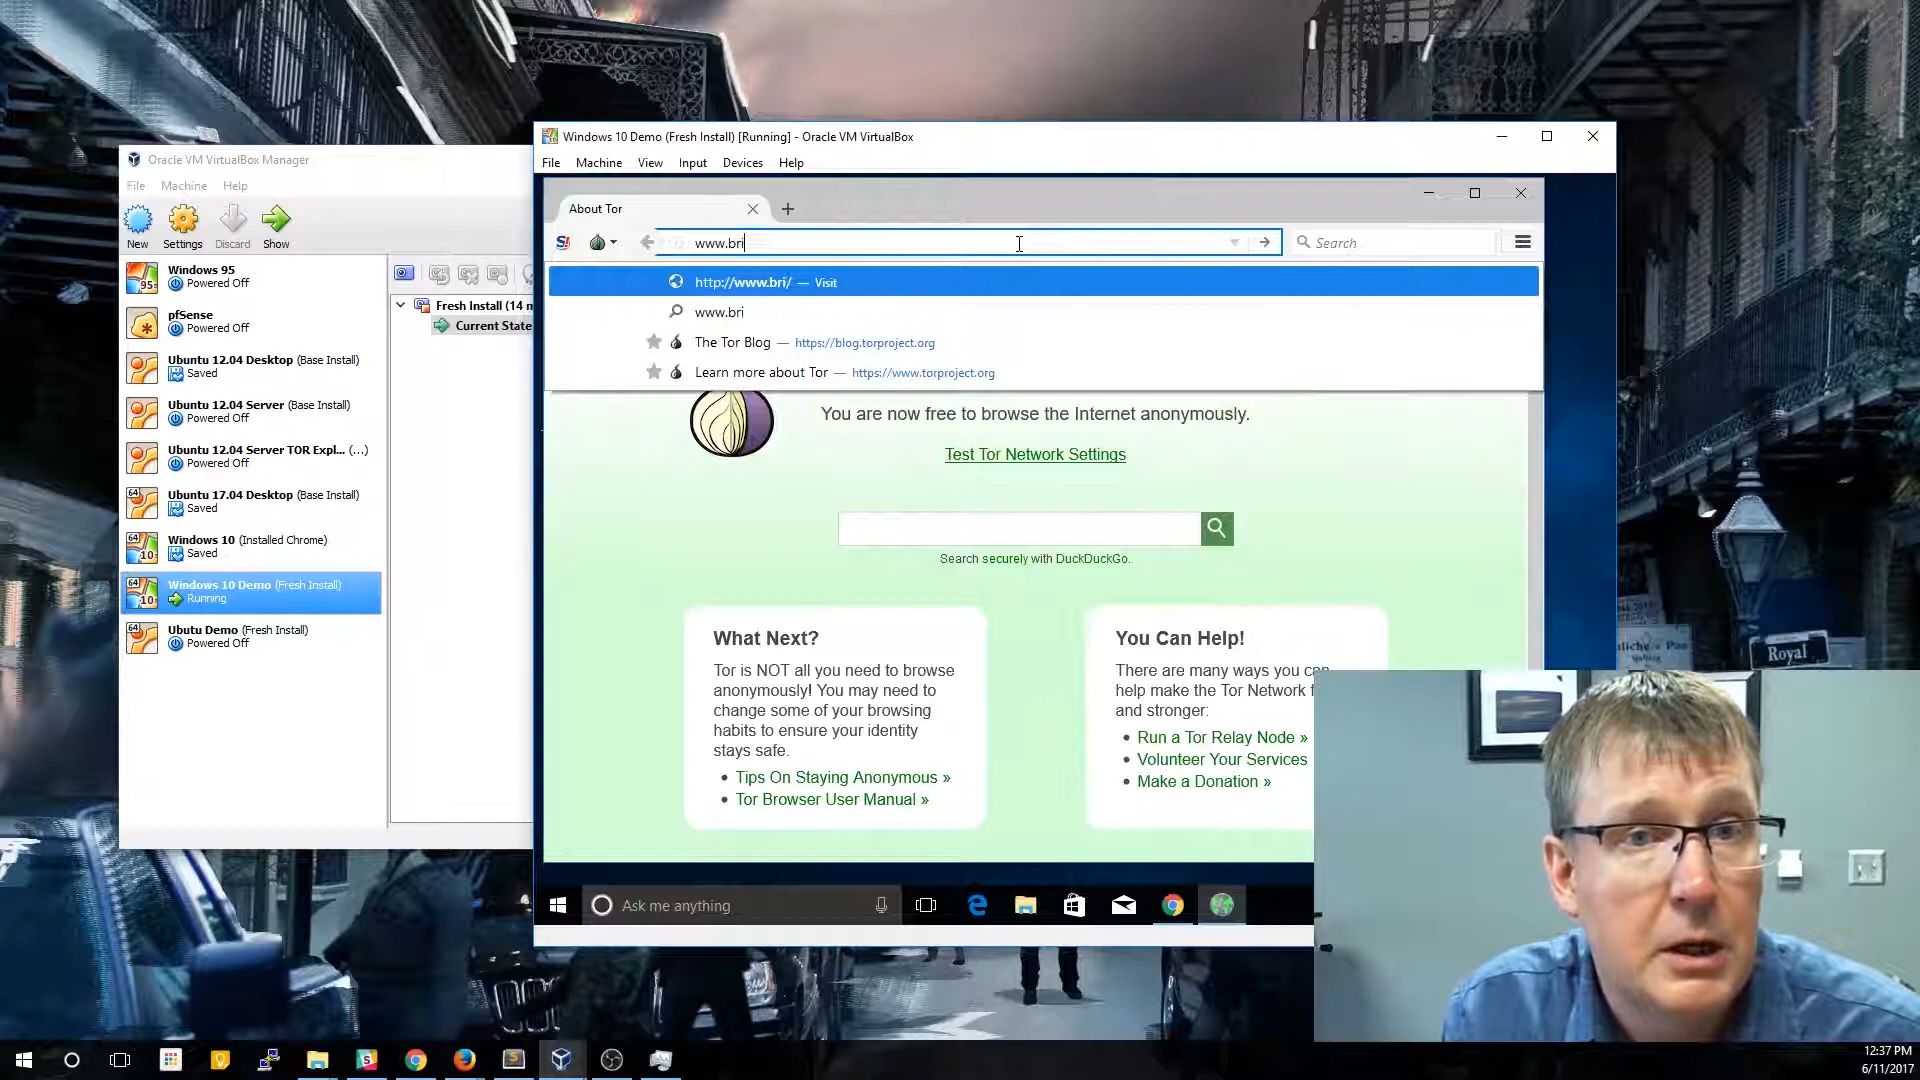 Windows 10 Demo (Fresh Install) [Running] - Oracle VM VirtualBox
File Machine View Input Devices Help
Oracle VM VirtualBox Manager
File Machine Help
New Settings Discard Show
Windows 95
Powered Off
pfSense
Powered Off
Ubuntu 12.04 Desktop (Base Install)
Saved
Ubuntu 12.04 Server (Base Install)
Powered Off
Ubuntu 12.04 Server TOR Expl... (...)
Powered Off
Ubuntu 17.04 Desktop (Base Install)
Saved
Windows 10 (Installed Chrome)
Saved
Windows 10 Demo (Fresh Install)
Running
Ubutu Demo (Fresh Install)
Powered Off
Fresh Install (14 m
Current State
About Tor
www.bri
Search
http://www.bri/ — Visit
www.bri
The Tor Blog — https://blog.torproject.org
Learn more about Tor — https://www.torproject.org
You are now free to browse the Internet anonymously.
Test Tor Network Settings
Search securely with DuckDuckGo.
What Next?
Tor is NOT all you need to browse
anonymously! You may need to
change some of your browsing
habits to ensure your identity
stays safe.
• Tips On Staying Anonymous »
• Tor Browser User Manual »
You Can Help!
There are many ways you can
help make the Tor Network f
and stronger:
• Run a Tor Relay Node »
• Volunteer Your Services
• Make a Donation »
Ask me anything
Royal
12:37 PM
6/11/2017